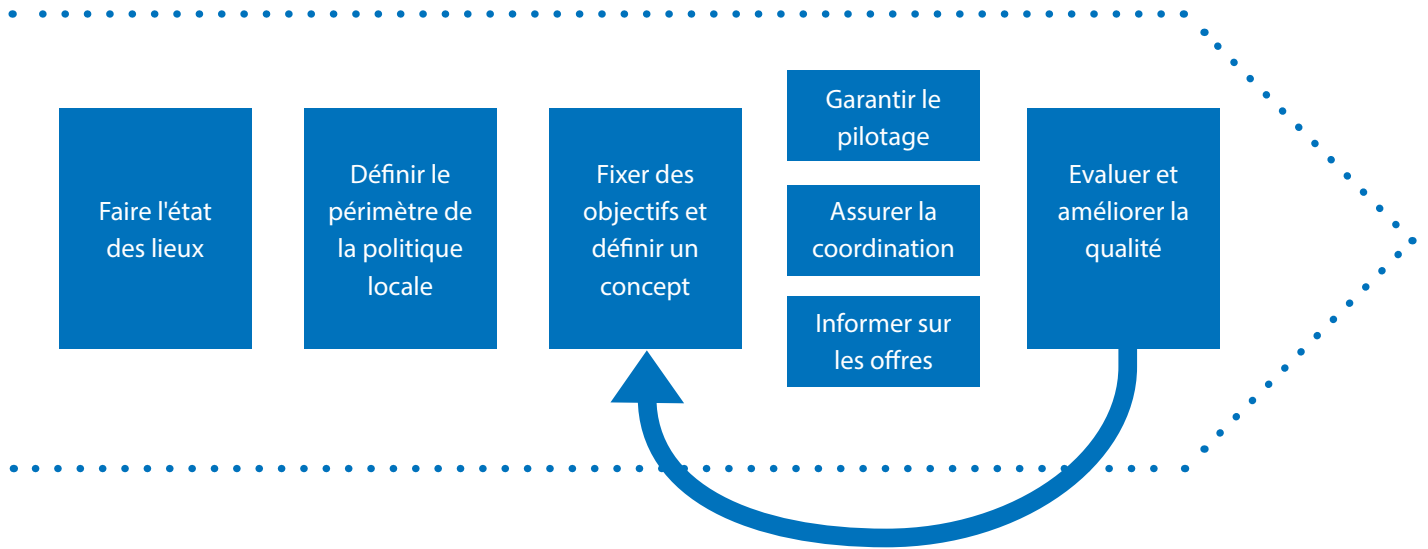 Faire l'état
des lieux
Définir le
périmètre de
la politique
locale
Fixer des
objectifs et
définir un
concept
Garantir le
pilotage
Assurer la
coordination
Informer sur
les offres
Evaluer et
améliorer la
qualité